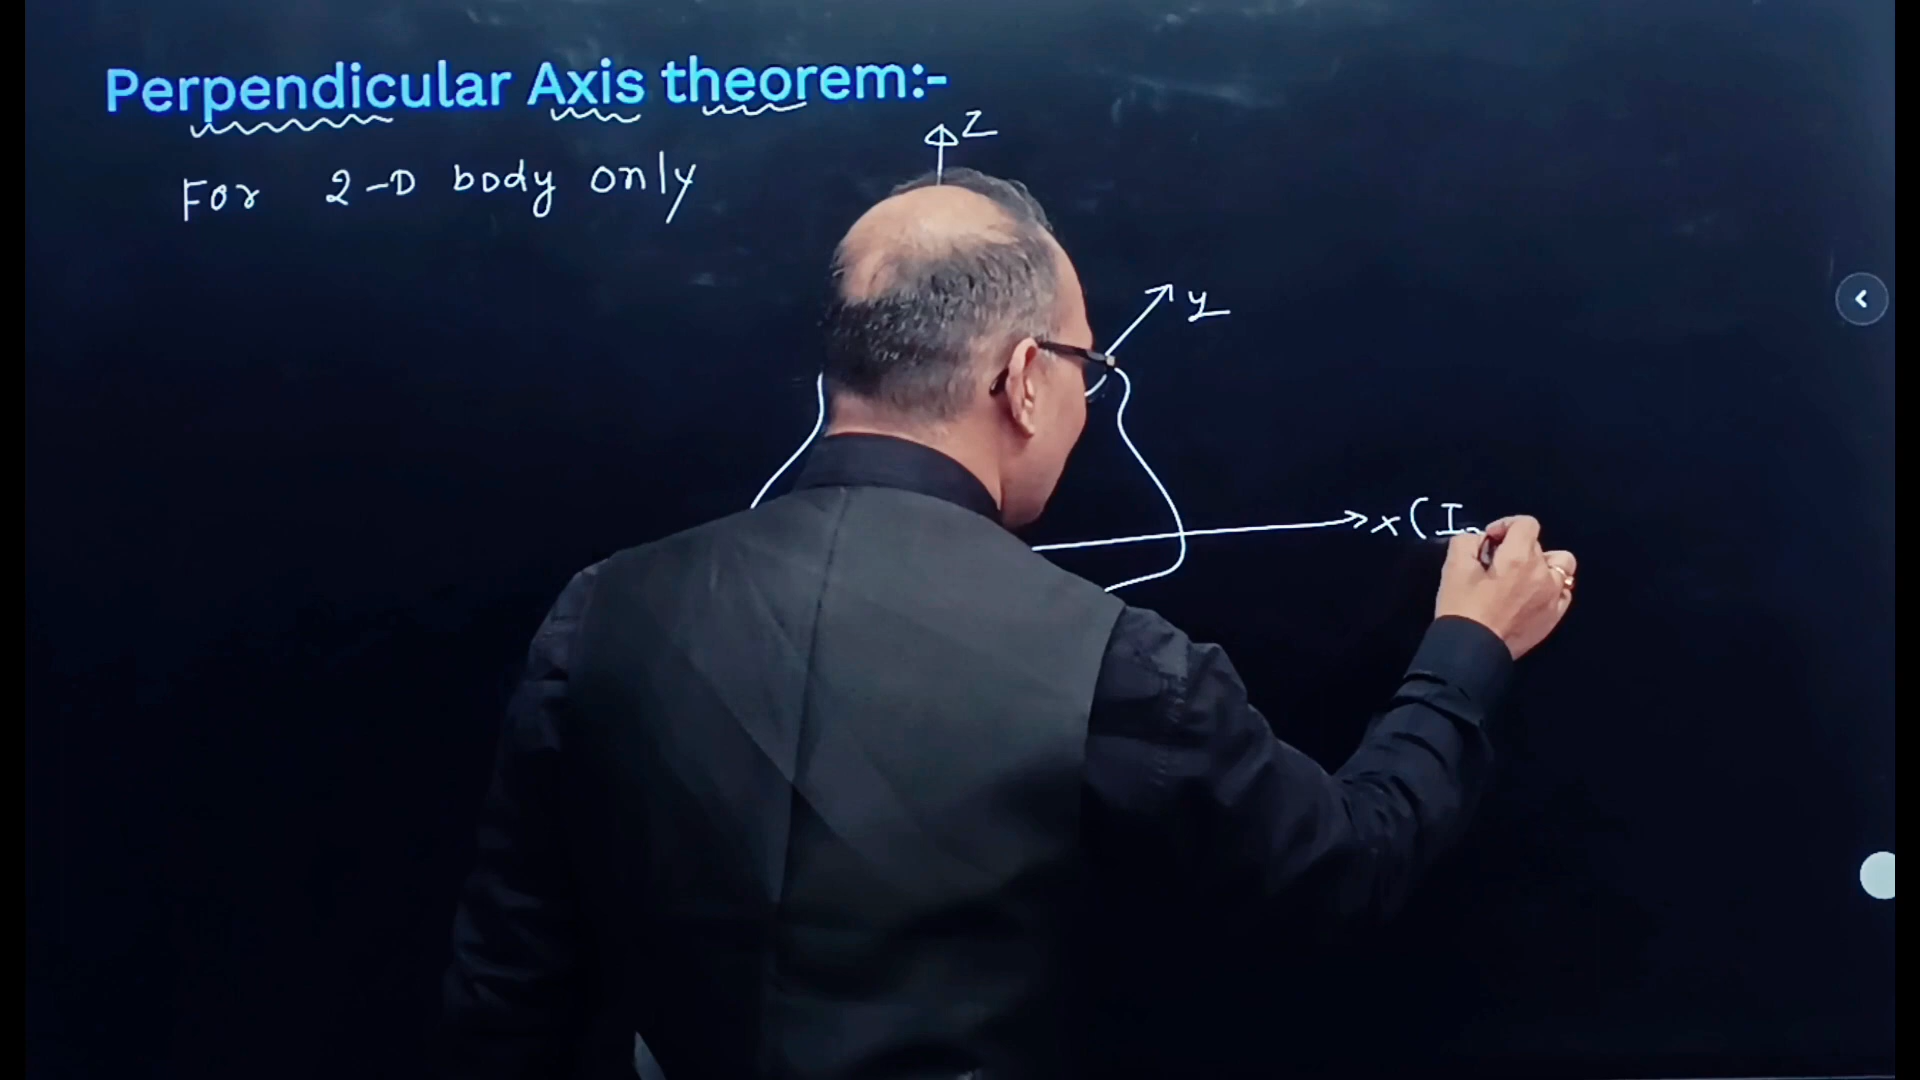 Perpendicular Axis theorem:-
For 2-D body only
Z
y
x (I